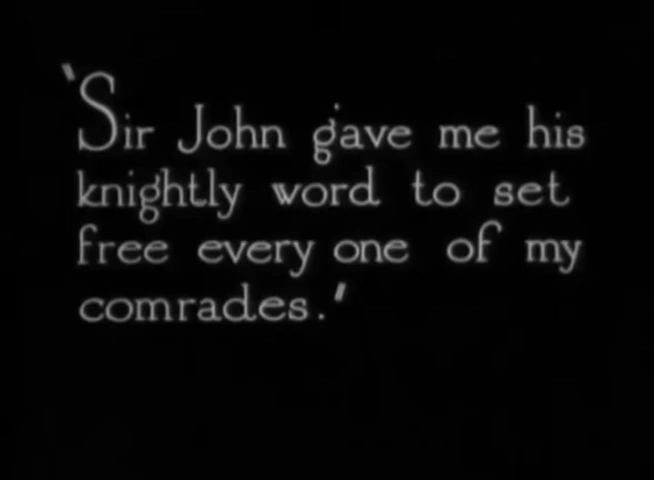 'Sir John gave me his
knightly word to set
free every one of my
comrades.'